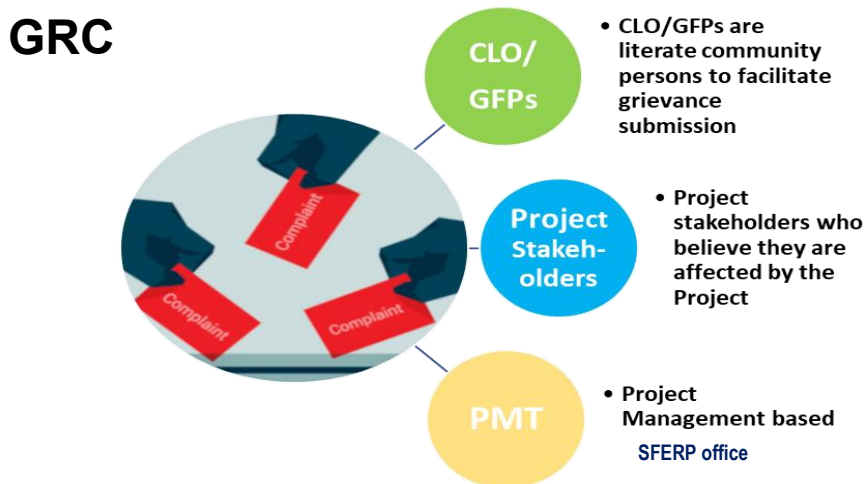 GRC
CLO/
GFPs
• CLO/GFPs are
literate community
persons to facilitate
grievance
submission
Complaint
Complaint
Complaint
Project
Stakeh-
olders
• Project
stakeholders who
believe they are
affected by the
Project
PMT
• Project
Management based
SFERP office